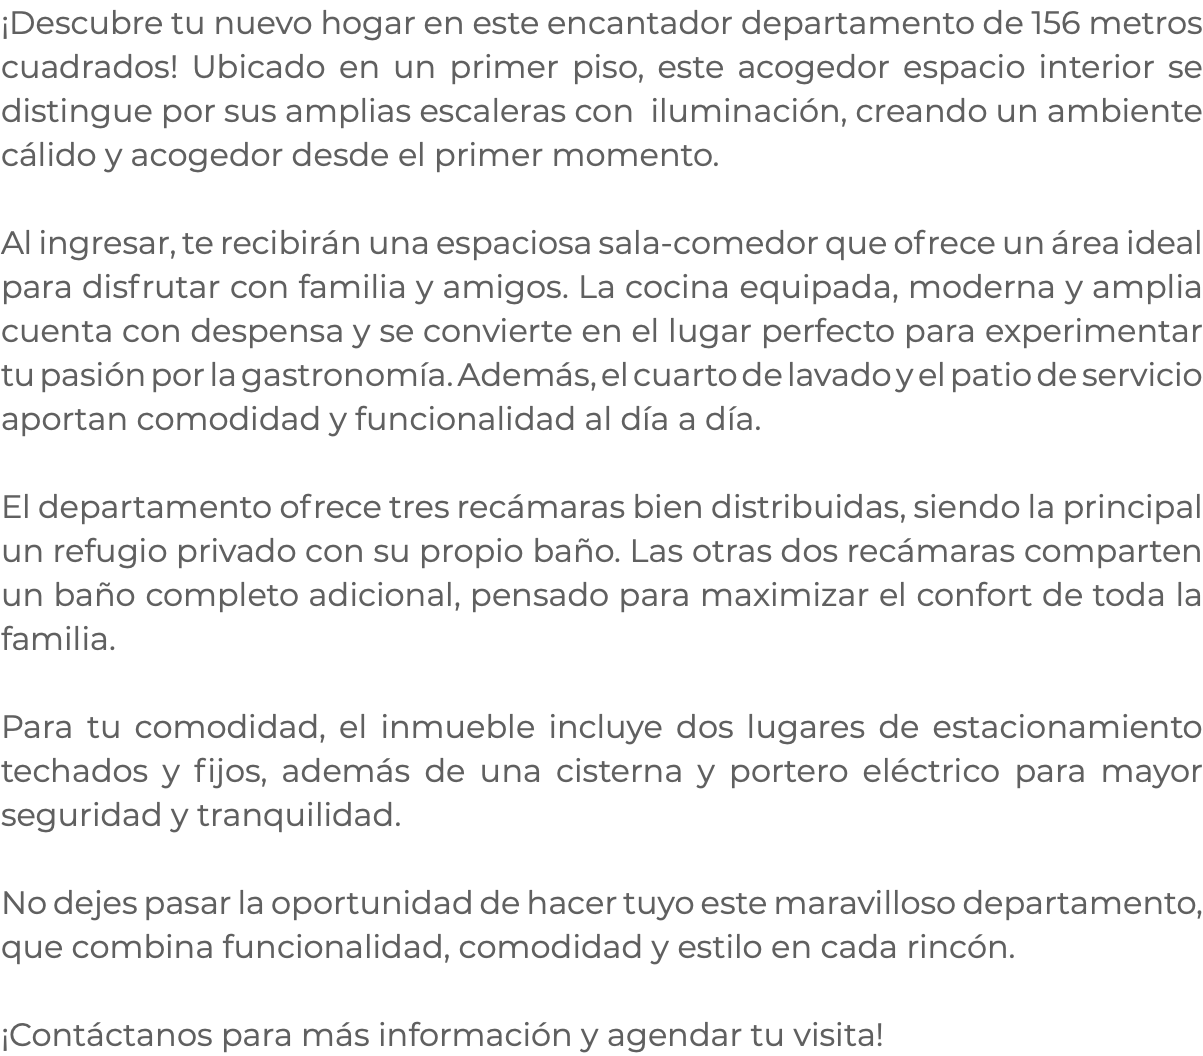 ¡Descubre tu nuevo hogar en este encantador departamento de 156 metros
cuadrados! Ubicado en un primer piso, este acogedor espacio interior se
distingue por sus amplias escaleras con  iluminación, creando un ambiente
cálido y acogedor desde el primer momento.

Al ingresar, te recibirán una espaciosa sala-comedor que ofrece un área ideal
para disfrutar con familia y amigos. La cocina equipada, moderna y amplia
cuenta con despensa y se convierte en el lugar perfecto para experimentar
tu pasión por la gastronomía. Además, el cuarto de lavado y el patio de servicio
aportan comodidad y funcionalidad al día a día.

El departamento ofrece tres recámaras bien distribuidas, siendo la principal
un refugio privado con su propio baño. Las otras dos recámaras comparten
un baño completo adicional, pensado para maximizar el confort de toda la
familia.

Para tu comodidad, el inmueble incluye dos lugares de estacionamiento
techados y fijos, además de una cisterna y portero eléctrico para mayor
seguridad y tranquilidad.

No dejes pasar la oportunidad de hacer tuyo este maravilloso departamento,
que combina funcionalidad, comodidad y estilo en cada rincón.

¡Contáctanos para más información y agendar tu visita!